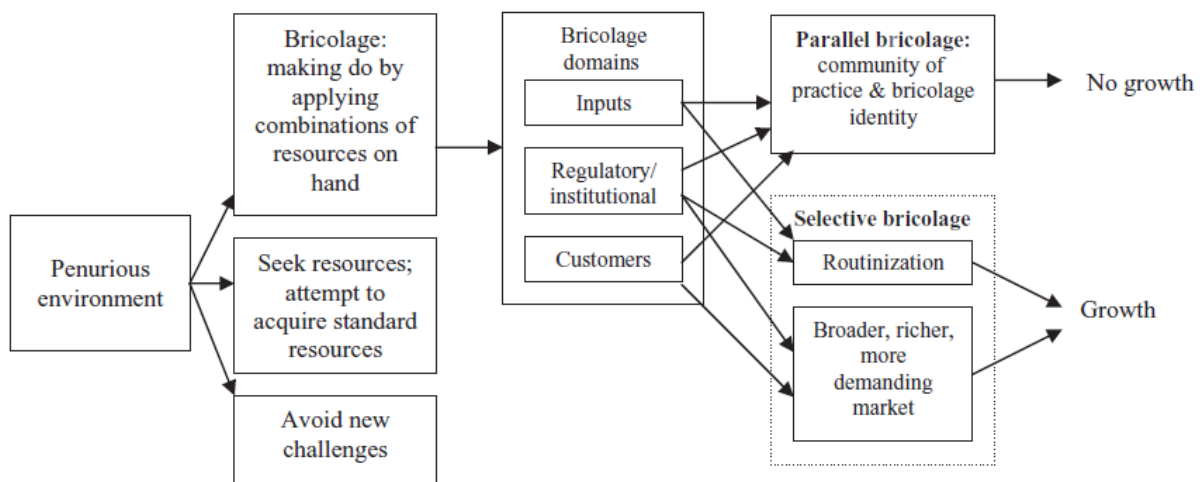 Penurious
environment
Bricolage:
making do by
applying
combinations of
resources on
hand
Seek resources;
attempt to
acquire standard
resources
Avoid new
challenges
Bricolage
domains
Inputs
Regulatory/
institutional
Customers
Parallel bricolage:
community of
practice & bricolage
identity
No growth
Selective bricolage
Routinization
Broader, richer,
more
demanding
market
Growth